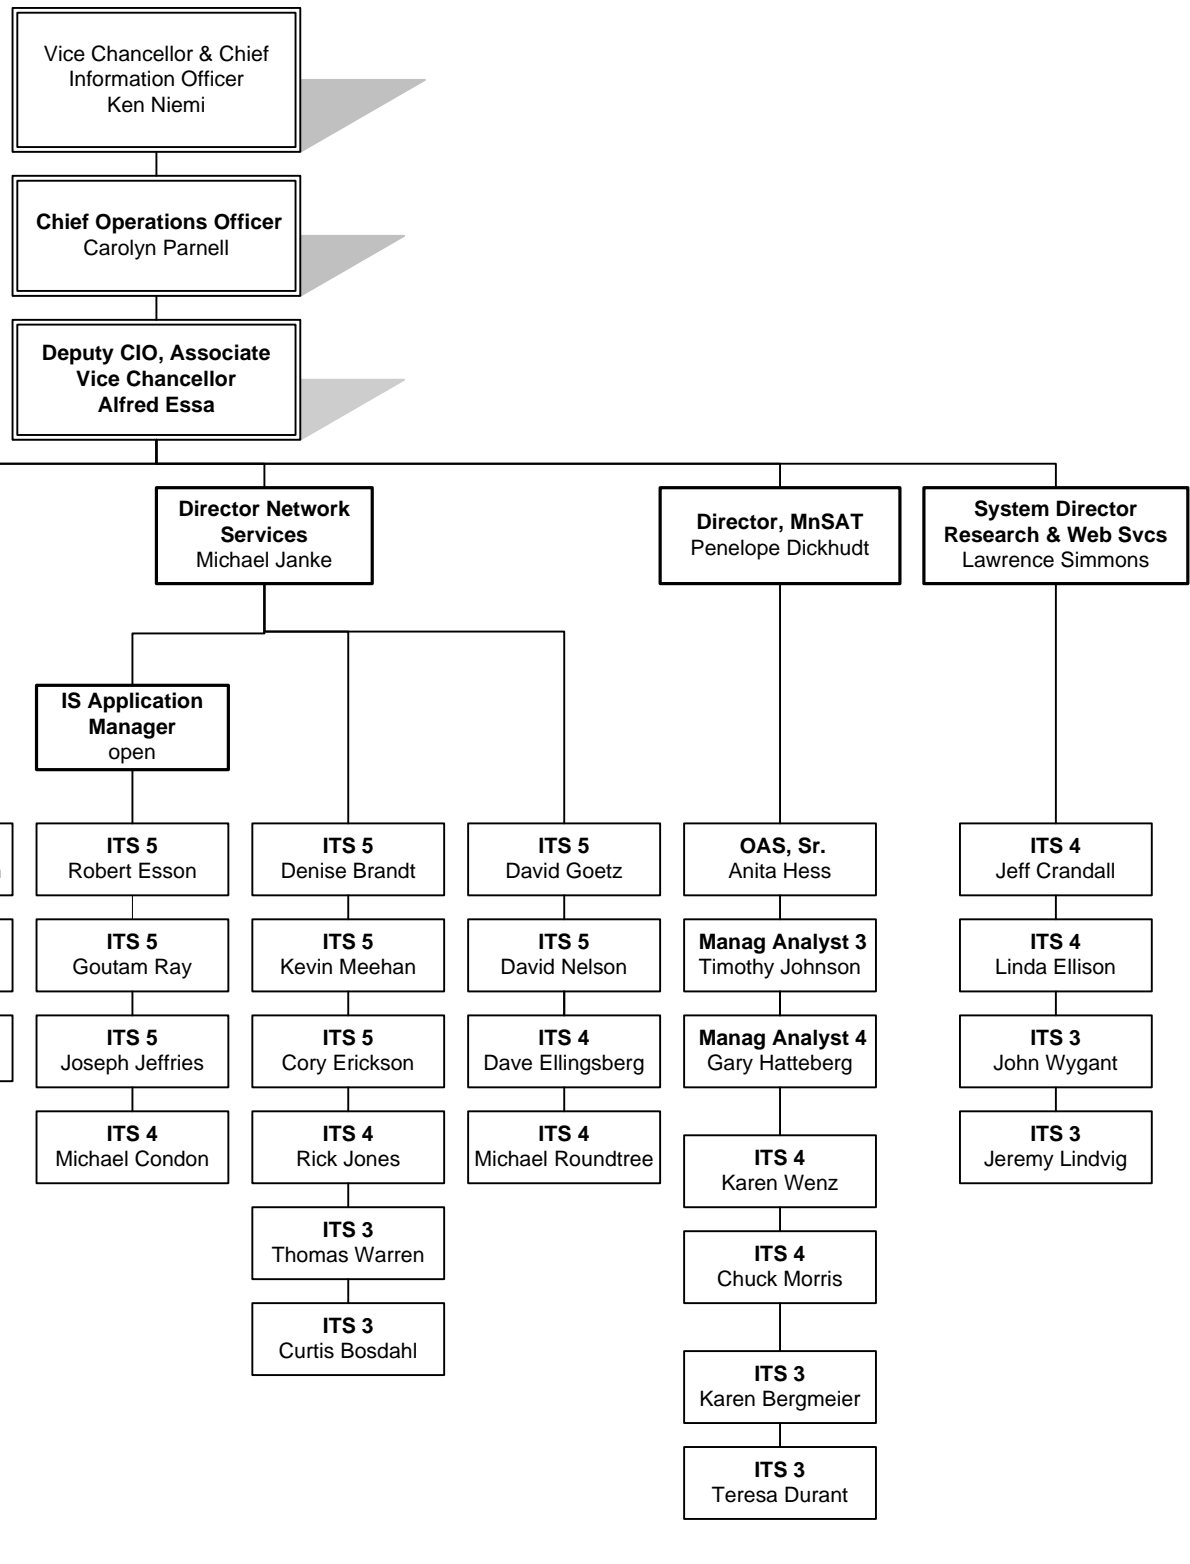 Vice Chancellor & Chief
Information Officer
Ken Niemi
Chief Operations Officer
Carolyn Parnell
Deputy CIO, Associate
Vice Chancellor
Alfred Essa
Director Network
Services
Michael Janke
Director, MnSAT
Penelope Dickhudt
System Director
Research & Web Svcs
Lawrence Simmons
IS Application
Manager
open
ITS 5
Robert Esson
ITS 5
Goutam Ray
ITS 5
Joseph Jeffries
ITS 4
Michael Condon
ITS 5
Denise Brandt
ITS 5
Kevin Meehan
ITS 5
Cory Erickson
ITS 4
Rick Jones
ITS 3
Thomas Warren
ITS 3
Curtis Bosdahl
ITS 5
David Goetz
ITS 5
David Nelson
ITS 4
Dave Ellingsberg
ITS 4
Michael Roundtree
OAS, Sr.
Anita Hess
Manag Analyst 3
Timothy Johnson
Manag Analyst 4
Gary Hatteberg
ITS 4
Karen Wenz
ITS 4
Chuck Morris
ITS 3
Karen Bergmeier
ITS 3
Teresa Durant
ITS 4
Jeff Crandall
ITS 4
Linda Ellison
ITS 3
John Wygant
ITS 3
Jeremy Lindvig